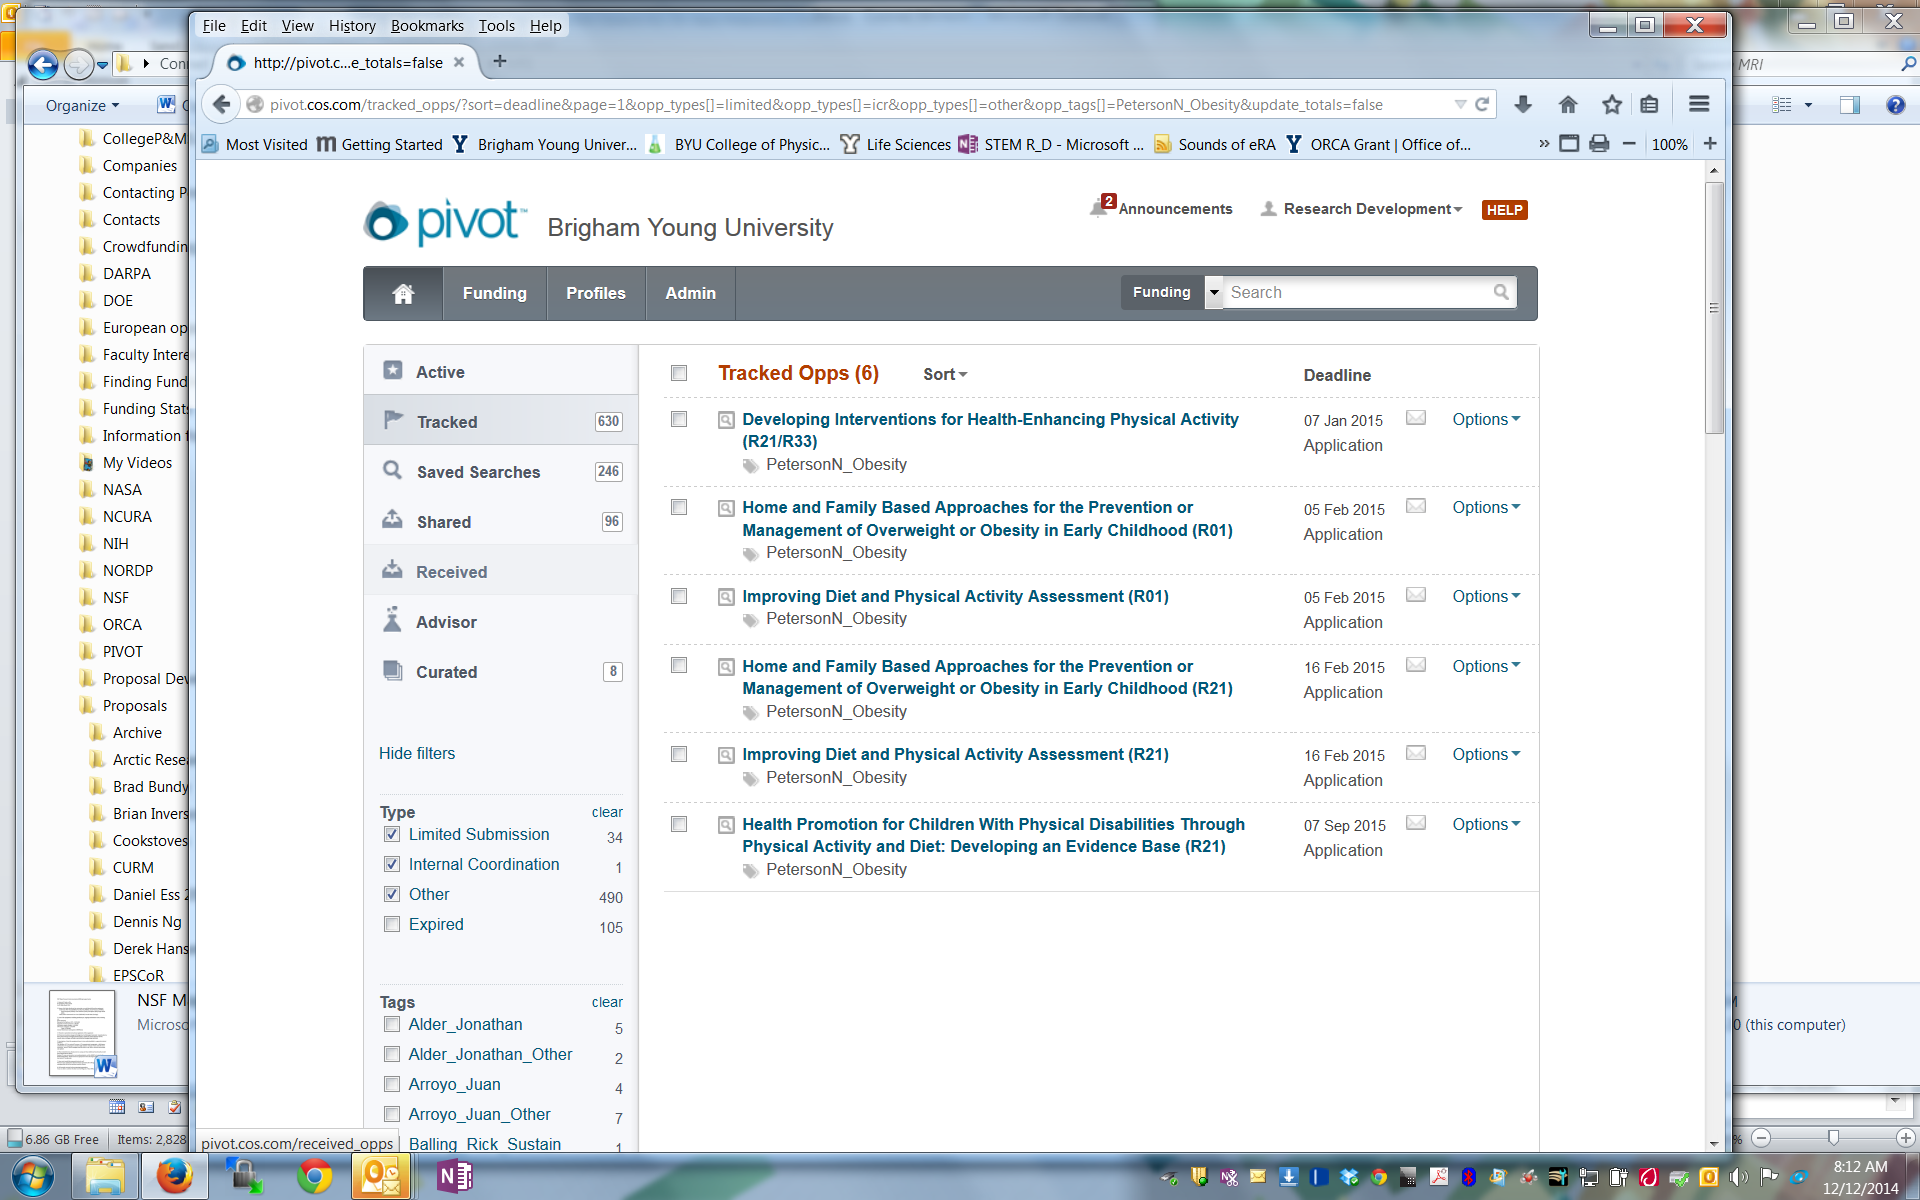 File Edit View History Bookmarks Tools Help
http://pivot.c...e_totals=false
MRI
pivot.cos.com/tracked_opps/?sort=deadline&page=1&opp_types[]=limited&opp_types[]=icr&opp_types[]=other&opp_tags[]=PetersonN_Obesity&update_totals=false
Organize
Most Visited Getting Started Brigham Young Univer... BYU College of Physic... Life Sciences STEM R_D - Microsoft ... Sounds of eRA ORCA Grant | Office of... » 100%
CollegeP&M
Companies
Contacting P
Contacts
Crowdfundin
DARPA
DOE
European op
Faculty Intere
Finding Fund
Funding Stat
Information f
My Videos
NASA
NCURA
NIH
NORDP
NSF
ORCA
PIVOT
Proposal Dev
Proposals
Archive
Arctic Resea
Brad Bundy
Brian Invers
Cookstoves
CURM
Daniel Ess 2
Dennis Ng
Derek Hans
EPSCoR
NSF M
Microso
6.86 GB Free Items: 2,828
pivot™ Brigham Young University
2 Announcements Research Development HELP
Funding Profiles Admin Funding Search
Active
Tracked 630
Saved Searches 246
Shared 96
Received
Advisor
Curated 8
Hide filters
Type clear
Limited Submission 34
Internal Coordination 1
Other 490
Expired 105
Tags clear
Alder_Jonathan 5
Alder_Jonathan_Other 2
Arroyo_Juan 4
Arroyo_Juan_Other 7
Balling_Rick_Sustain 1
pivot.cos.com/received_opps
Tracked Opps (6) Sort Deadline
Developing Interventions for Health-Enhancing Physical Activity 07 Jan 2015 Options
(R21/R33) Application
PetersonN_Obesity
Home and Family Based Approaches for the Prevention or 05 Feb 2015 Options
Management of Overweight or Obesity in Early Childhood (R01) Application
PetersonN_Obesity
Improving Diet and Physical Activity Assessment (R01) 05 Feb 2015 Options
PetersonN_Obesity Application
Home and Family Based Approaches for the Prevention or 16 Feb 2015 Options
Management of Overweight or Obesity in Early Childhood (R21) Application
PetersonN_Obesity
Improving Diet and Physical Activity Assessment (R21) 16 Feb 2015 Options
PetersonN_Obesity Application
Health Promotion for Children With Physical Disabilities Through 07 Sep 2015 Options
Physical Activity and Diet: Developing an Evidence Base (R21) Application
PetersonN_Obesity
0 (this computer)
%
8:12 AM
12/12/2014